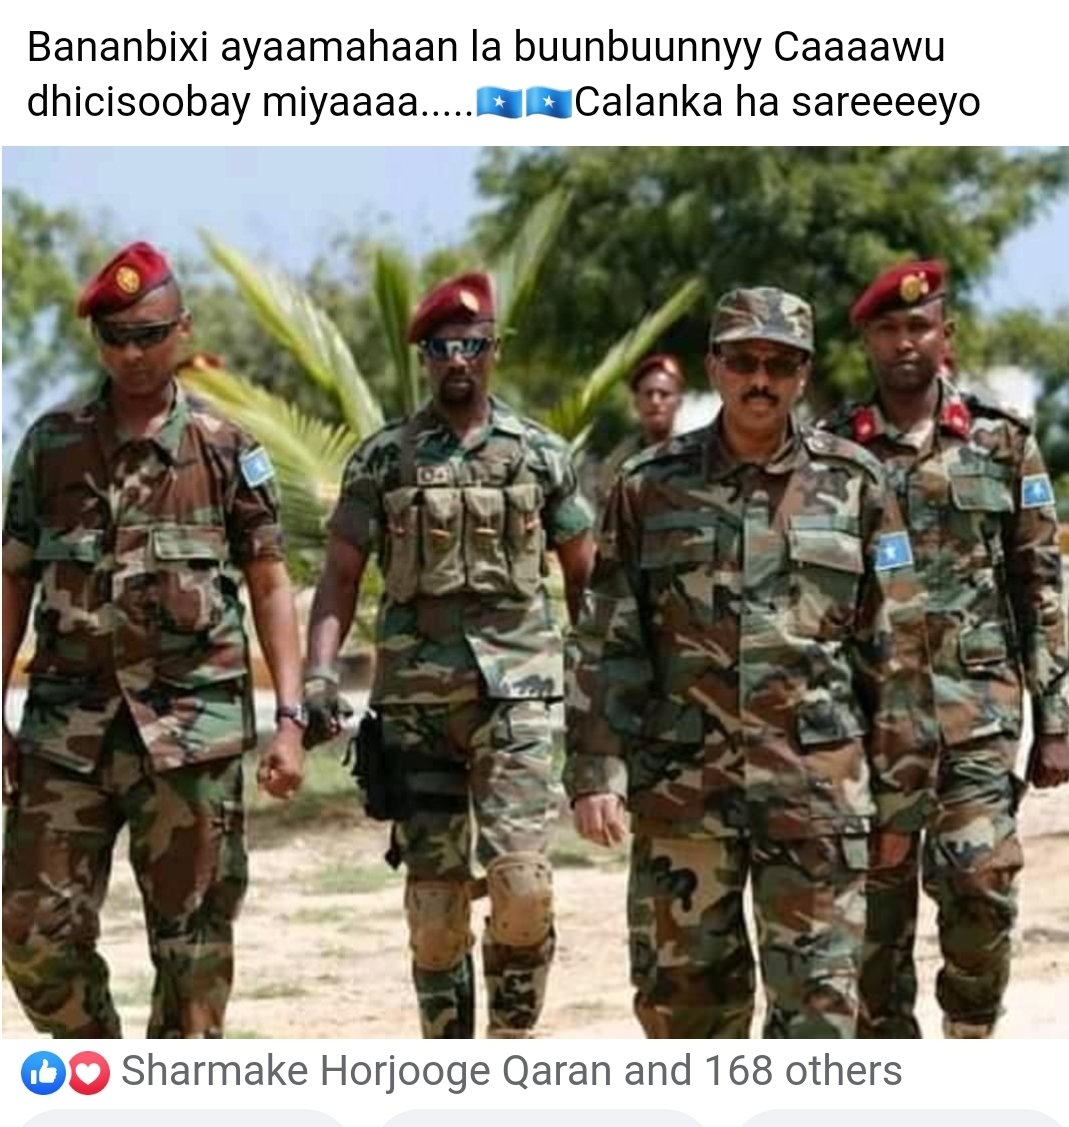 Bananbixi ayaamahaan la buunbuunnyy Caaaawu
dhicisoobay miyaaaa.....🇸🇴🇸🇴Calanka ha sareeeeyo
Sharmake Horjooge Qaran and 168 others